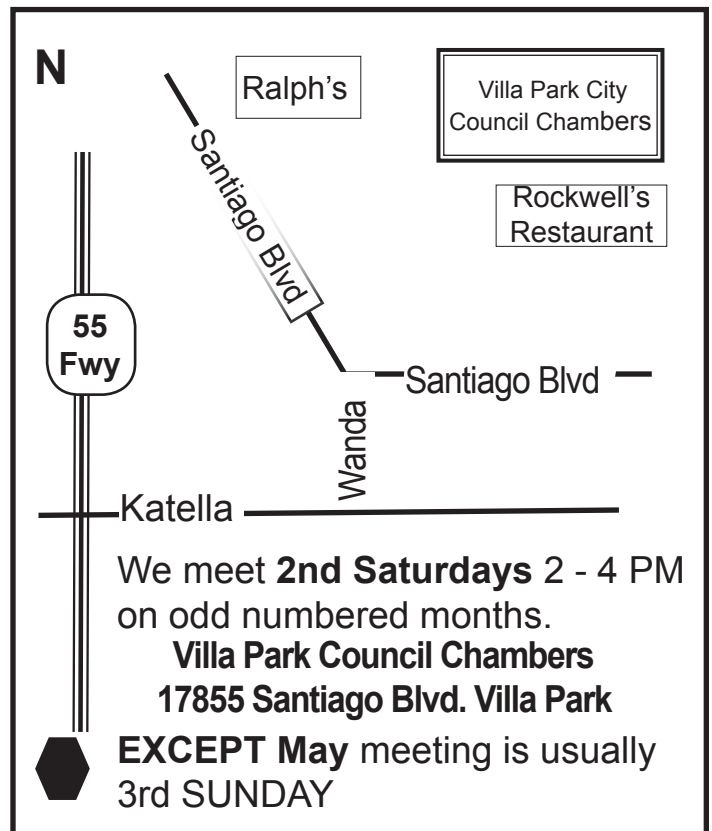 N
Ralph's
Villa Park City
Council Chambers
Santiago Blvd
Rockwell's
Restaurant
55
Fwy
Santiago Blvd
Wanda
Katella
We meet 2nd Saturdays 2 - 4 PM
on odd numbered months.
Villa Park Council Chambers
17855 Santiago Blvd. Villa Park
EXCEPT May meeting is usually
3rd SUNDAY